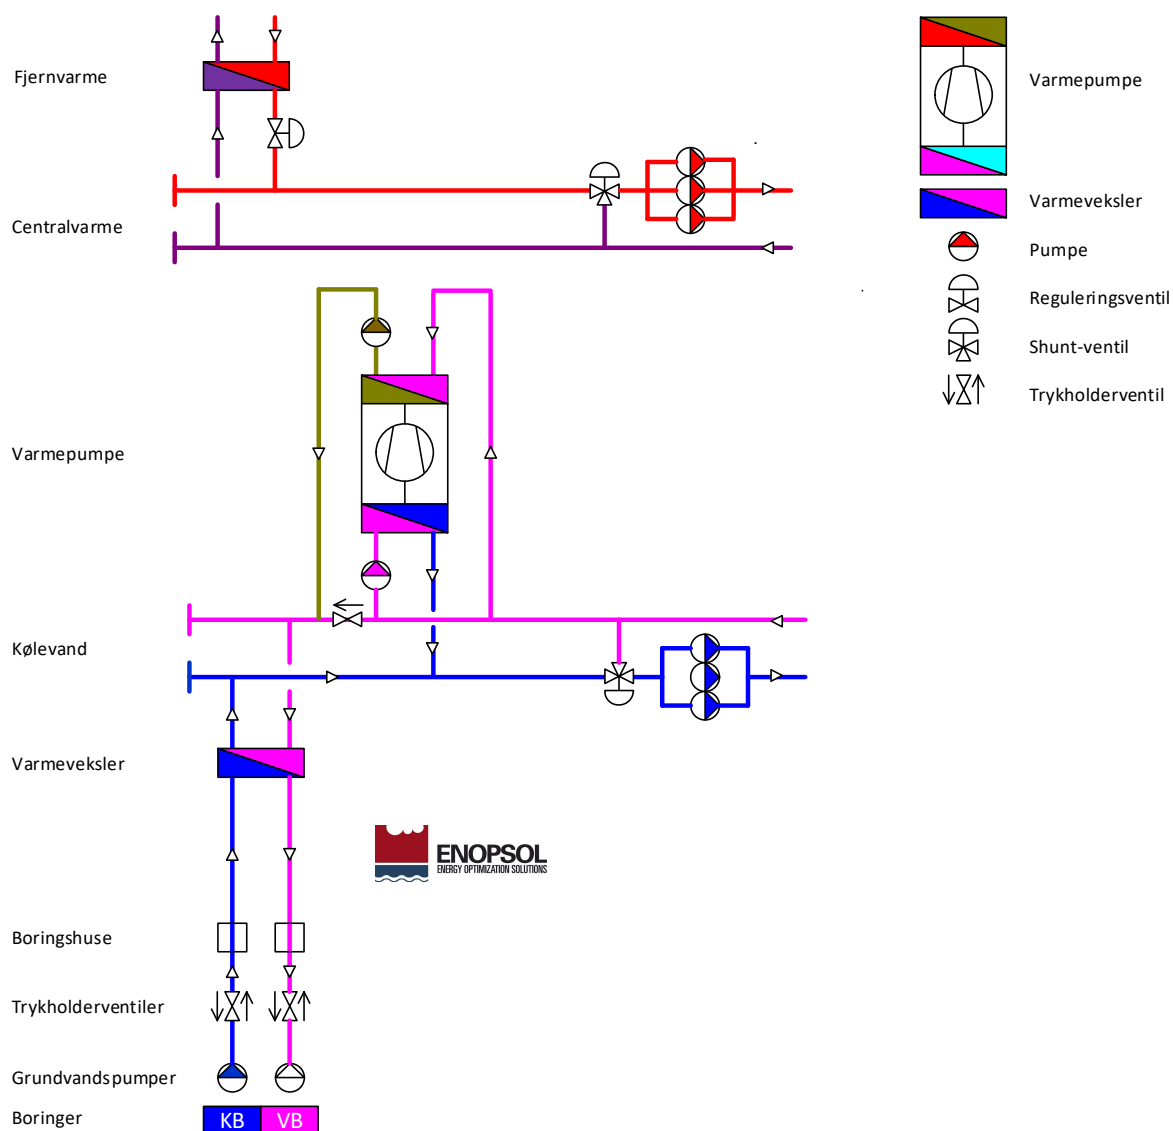 Fjernvarme
Centralvarme
Varmepumpe
Kølevand
Varmeveksler
ENOPSOL
ENERGY OPTIMIZATION SOLUTIONS
Boringshuse
Trykholderventiler
Grundvandspumper
Boringer
KB
VB
Varmepumpe
Varmeveksler
Pumpe
Reguleringsventil
Shunt-ventil
Trykholderventil